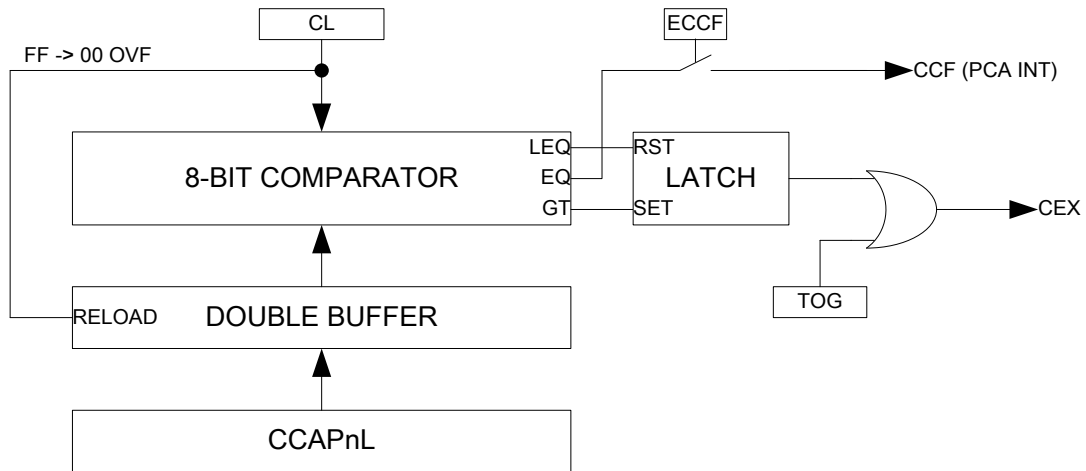 CL
ECCF
FF -> 00 OVF
CCF (PCA INT)
LEQ
RST
8-BIT COMPARATOR
EQ
LATCH
GT
SET
CEX
RELOAD
DOUBLE BUFFER
TOG
CCAPnL